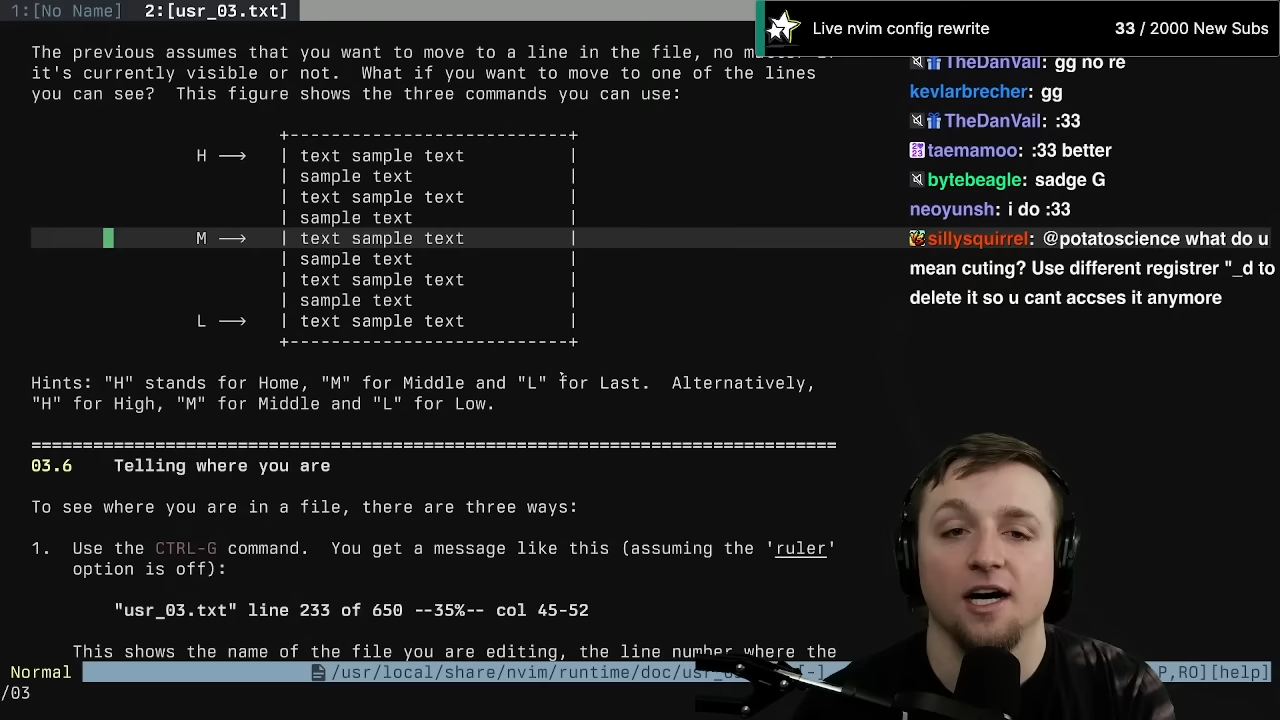 1:[No Name]  2:[usr_03.txt]
Live nvim config rewrite
33 / 2000 New Subs
The previous assumes that you want to move to a line in the file, no
it's currently visible or not.  What if you want to move to one of the lines
you can see?  This figure shows the three commands you can use:
+---------------------------+
H --> | text sample text |
| sample text |
| text sample text |
| sample text |
M --> | text sample text |
| sample text |
| text sample text |
| sample text |
L --> | text sample text |
+---------------------------+
Hints: "H" stands for Home, "M" for Middle and "L" for Last.  Alternatively,
"H" for High, "M" for Middle and "L" for Low.
==============================================================================
03.6 Telling where you are
To see where you are in a file, there are three ways:
1.  Use the CTRL-G command.  You get a message like this (assuming the 'ruler'
option is off):
"usr_03.txt" line 233 of 650 --35%-- col 45-52
This shows the name of the file you are editing, the line number where the
Normal /usr/local/share/nvim/runtime/doc/us [-] P,RO][help]
/03
TheDanVail: gg no re
kevlarbrecher: gg
TheDanVail: :33
taemamoo: :33 better
bytebeagle: sadge G
neoyunsh: i do :33
sillysquirrel: @potatoscience what do u
mean cuting? Use different registrer "_d to
delete it so u cant accses it anymore